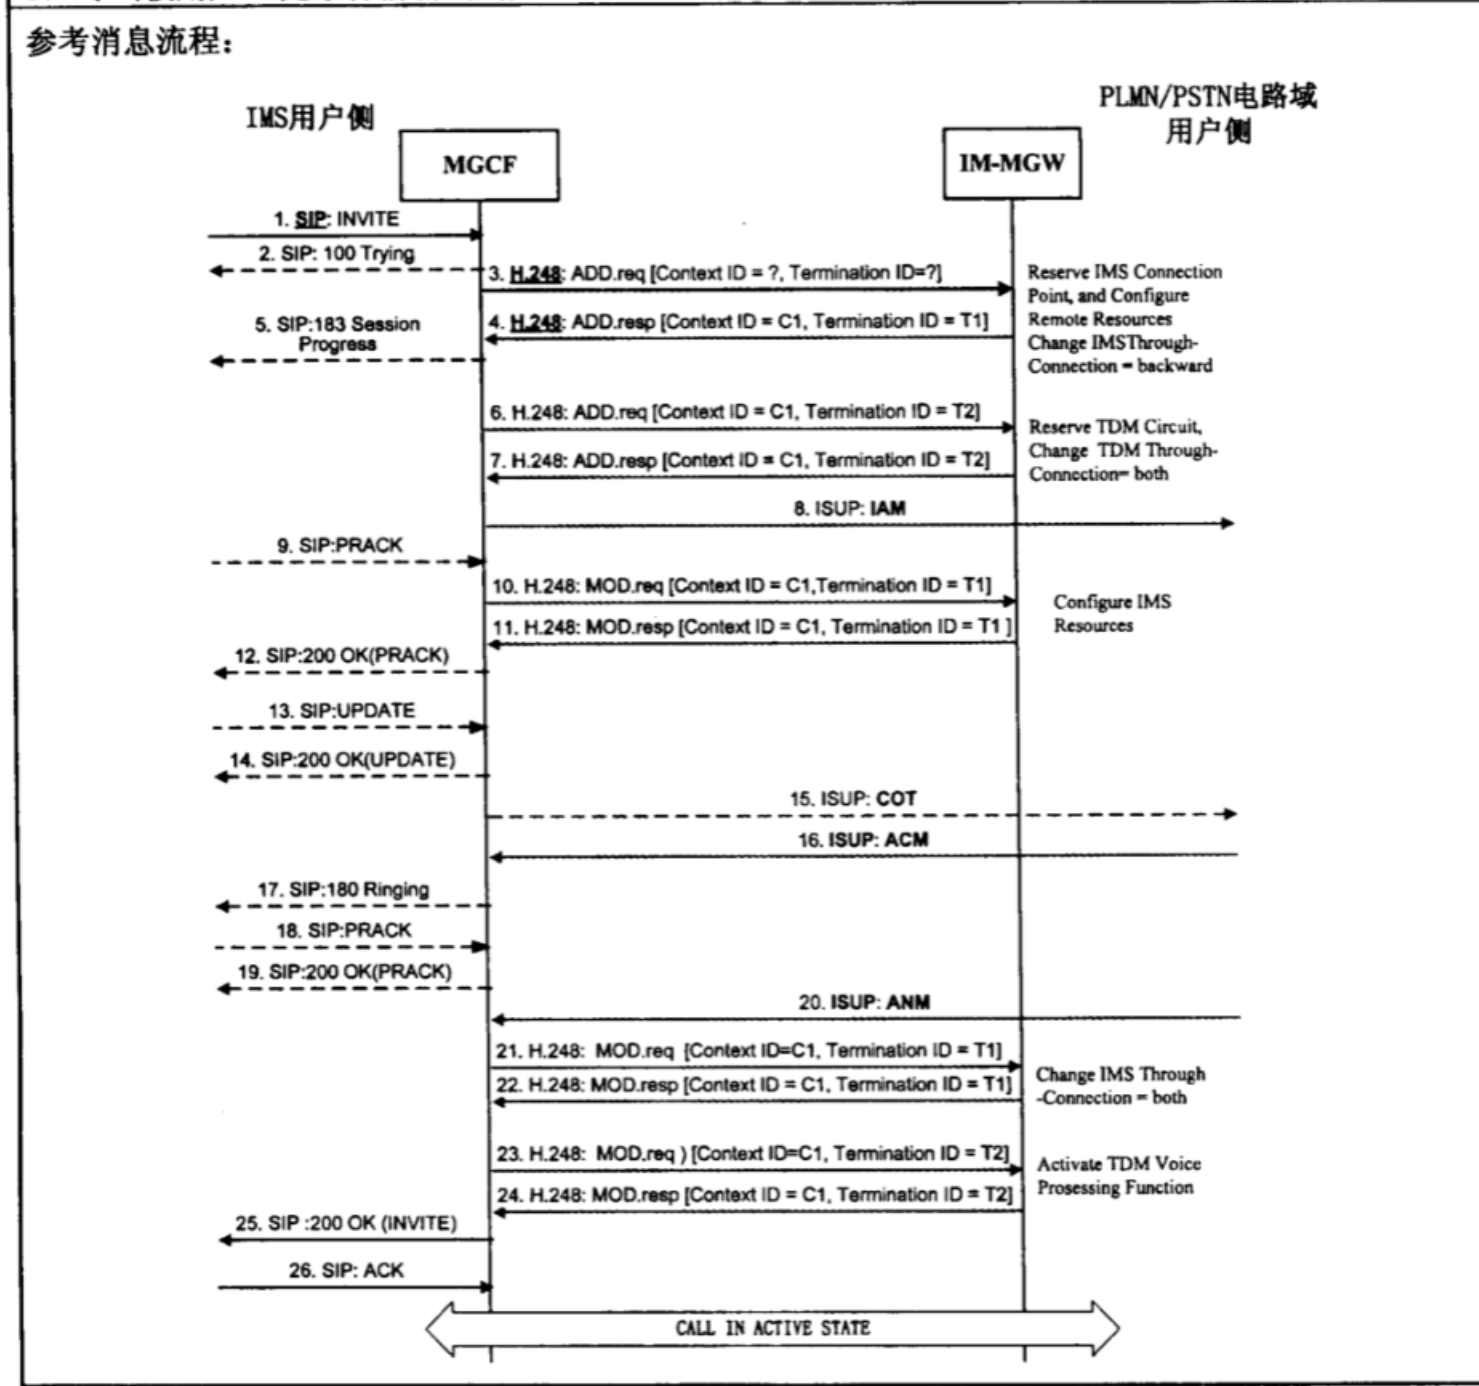 参考消息流程:
IMS用户侧
PLMN/PSTN电路域
用户侧
MGCF
IM-MGW
1. SIP: INVITE
2. SIP: 100 Trying
3. H.248: ADD.req [Context ID = ?, Termination ID=?]
Reserve IMS Connection
Point, and Configure
Remote Resources
Change IMSThrough-
Connection = backward
4. H.248: ADD.resp [Context ID = C1, Termination ID = T1]
5. SIP:183 Session
Progress
6. H.248: ADD.req [Context ID = C1, Termination ID = T2]
7. H.248: ADD.resp [Context ID = C1, Termination ID = T2]
Reserve TDM Circuit,
Change TDM Through-
Connection= both
8. ISUP: IAM
9. SIP:PRACK
10. H.248: MOD.req [Context ID = C1,Termination ID = T1]
11. H.248: MOD.resp [Context ID = C1, Termination ID = T1 ]
Configure IMS
Resources
12. SIP:200 OK(PRACK)
13. SIP:UPDATE
14. SIP:200 OK(UPDATE)
15. ISUP: COT
16. ISUP: ACM
17. SIP:180 Ringing
18. SIP:PRACK
19. SIP:200 OK(PRACK)
20. ISUP: ANM
21. H.248: MOD.req [Context ID=C1, Termination ID = T1]
22. H.248: MOD.resp [Context ID = C1, Termination ID = T1]
Change IMS Through
-Connection = both
23. H.248: MOD.req ) [Context ID=C1, Termination ID = T2]
24. H.248: MOD.resp [Context ID = C1, Termination ID = T2]
Activate TDM Voice
Prosessing Function
25. SIP :200 OK (INVITE)
26. SIP: ACK
CALL IN ACTIVE STATE